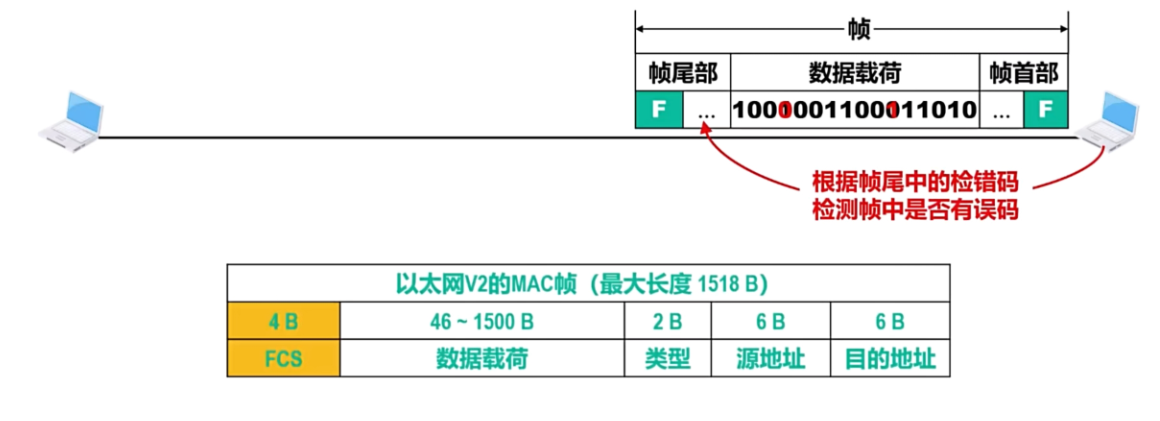 帧
帧尾部 数据载荷 帧首部
F ... 1000001100111010 ... F
根据帧尾中的检错码
检测帧中是否有误码
以太网V2的MAC帧（最大长度 1518 B）
4 B 46 ~ 1500 B 2 B 6 B 6 B
FCS 数据载荷 类型 源地址 目的地址